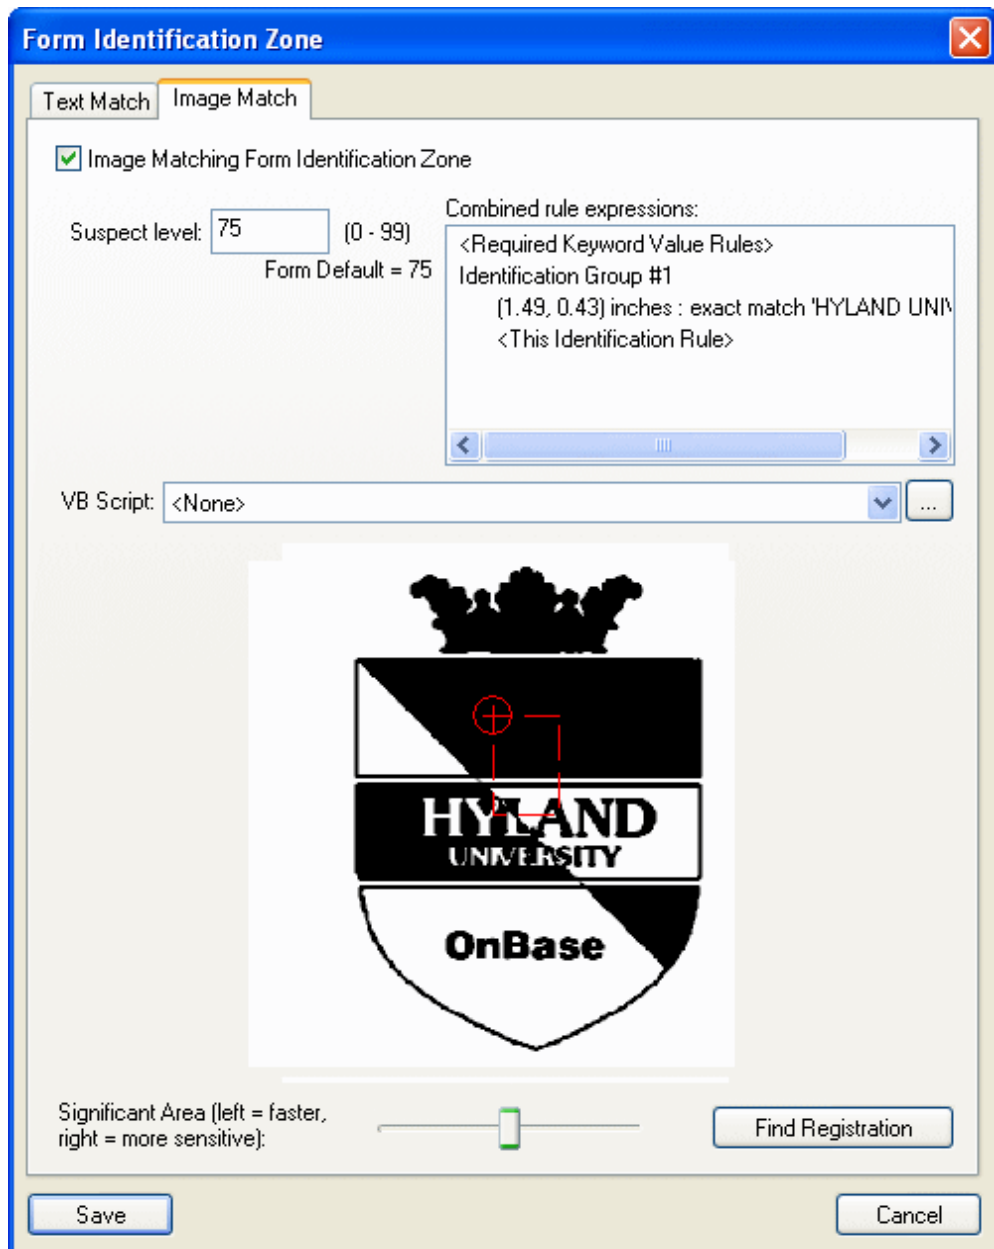 Form Identification Zone
Text Match
Image Match
Image Matching Form Identification Zone
Suspect level: 75 (0 - 99)
Form Default = 75
Combined rule expressions:
<Required Keyword Value Rules>
Identification Group #1
(1.49, 0.43) inches : exact match 'HYLAND UNIV
<This Identification Rule>
VB Script: <None> ...
HYLAND
UNIVERSITY
OnBase
Significant Area (left = faster,
right = more sensitive):
Find Registration
Save
Cancel